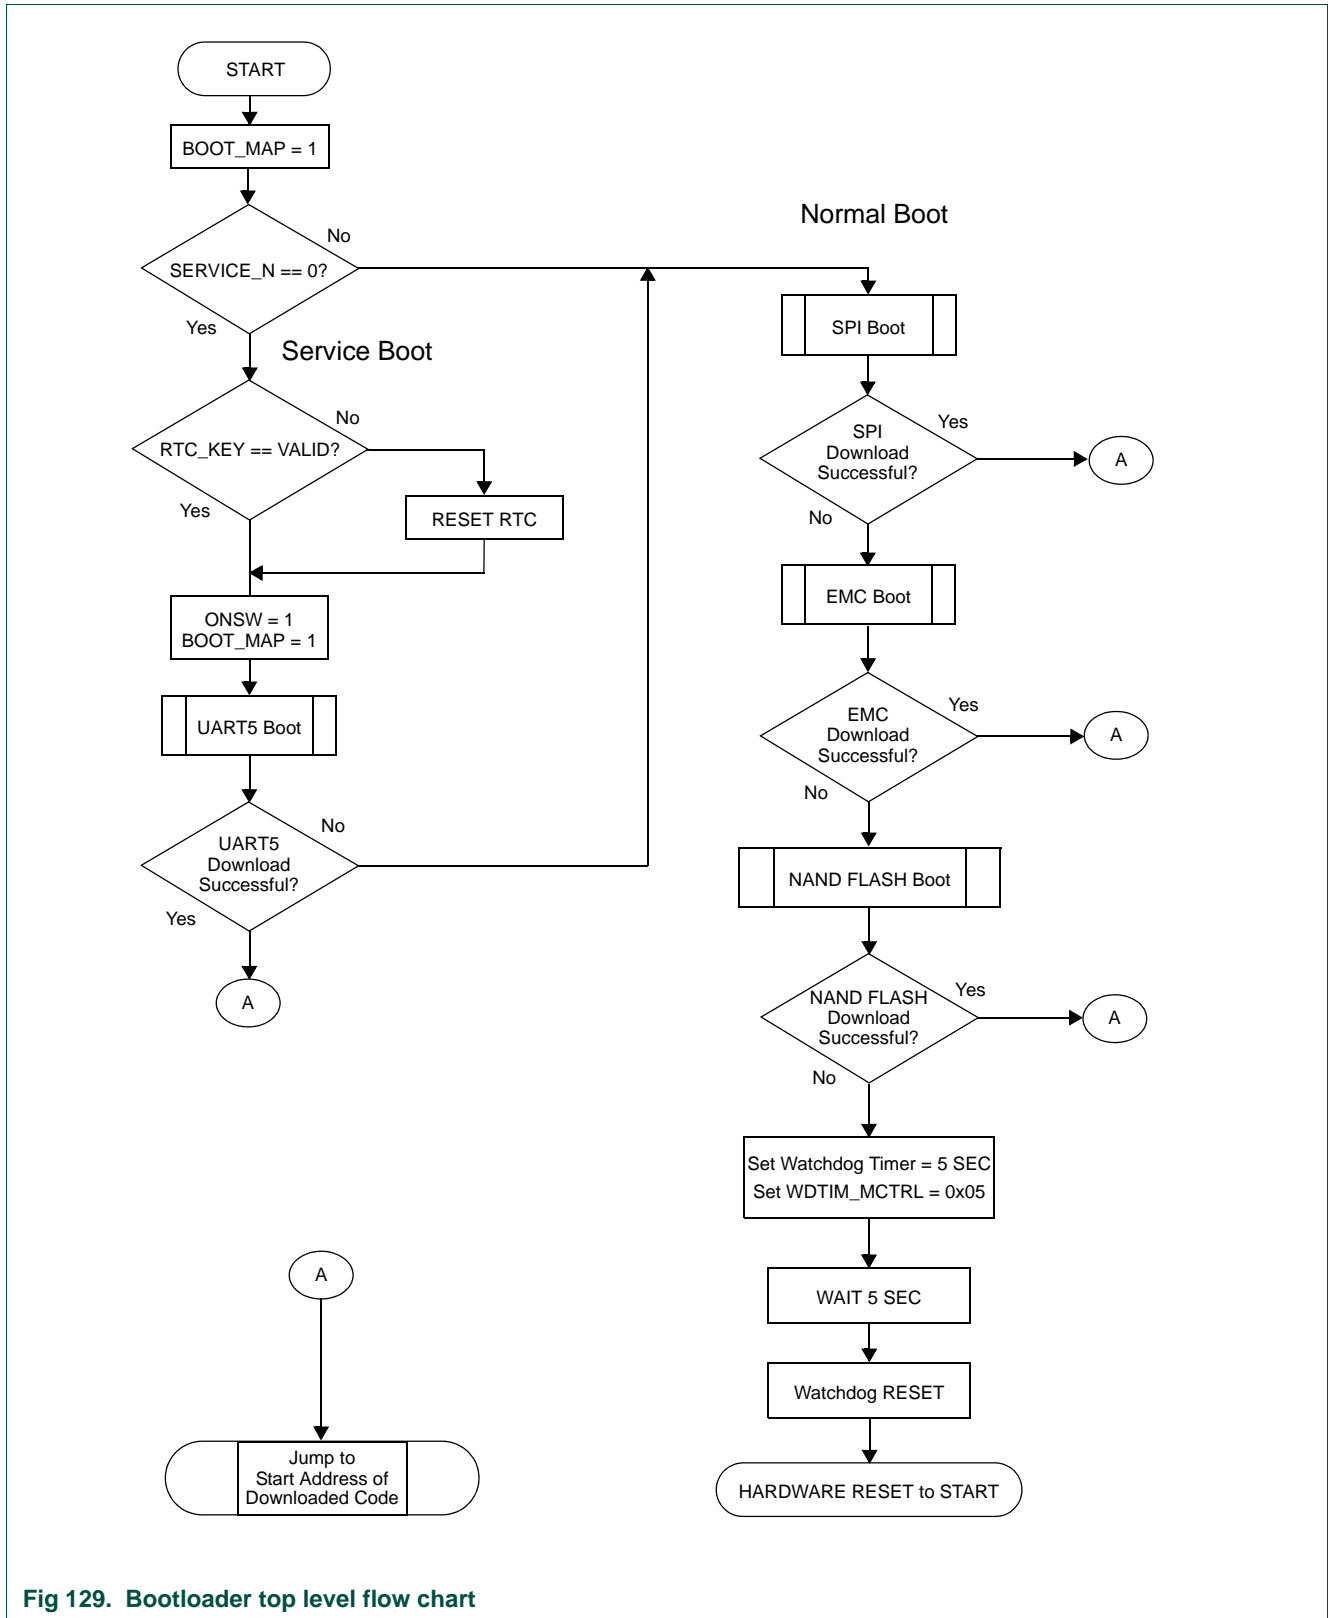 START
BOOT_MAP = 1
SERVICE_N == 0?
No
Yes
Service Boot
RTC_KEY == VALID?
No
Yes
RESET RTC
ONSW = 1
BOOT_MAP = 1
UART5 Boot
UART5
Download
Successful?
No
Yes
A
Normal Boot
SPI Boot
SPI
Download
Successful?
Yes
A
No
EMC Boot
EMC
Download
Successful?
Yes
A
No
NAND FLASH Boot
NAND FLASH
Download
Successful?
Yes
A
No
Set Watchdog Timer = 5 SEC
Set WDTIM_MCTRL = 0x05
WAIT 5 SEC
Watchdog RESET
HARDWARE RESET to START
A
Jump to
Start Address of
Downloaded Code
Fig 129. Bootloader top level flow chart